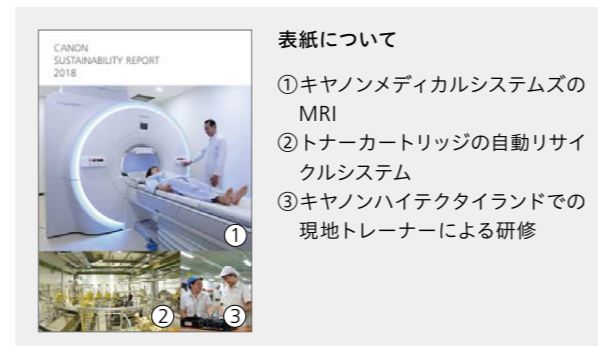 CANON
SUSTAINABILITY REPORT
2018
①
②
③
表紙について
①キヤノンメディカルシステムズの
MRI
②トナーカートリッジの自動リサイ
クルシステム
③キヤノンハイテクタイランドでの
現地トレーナーによる研修